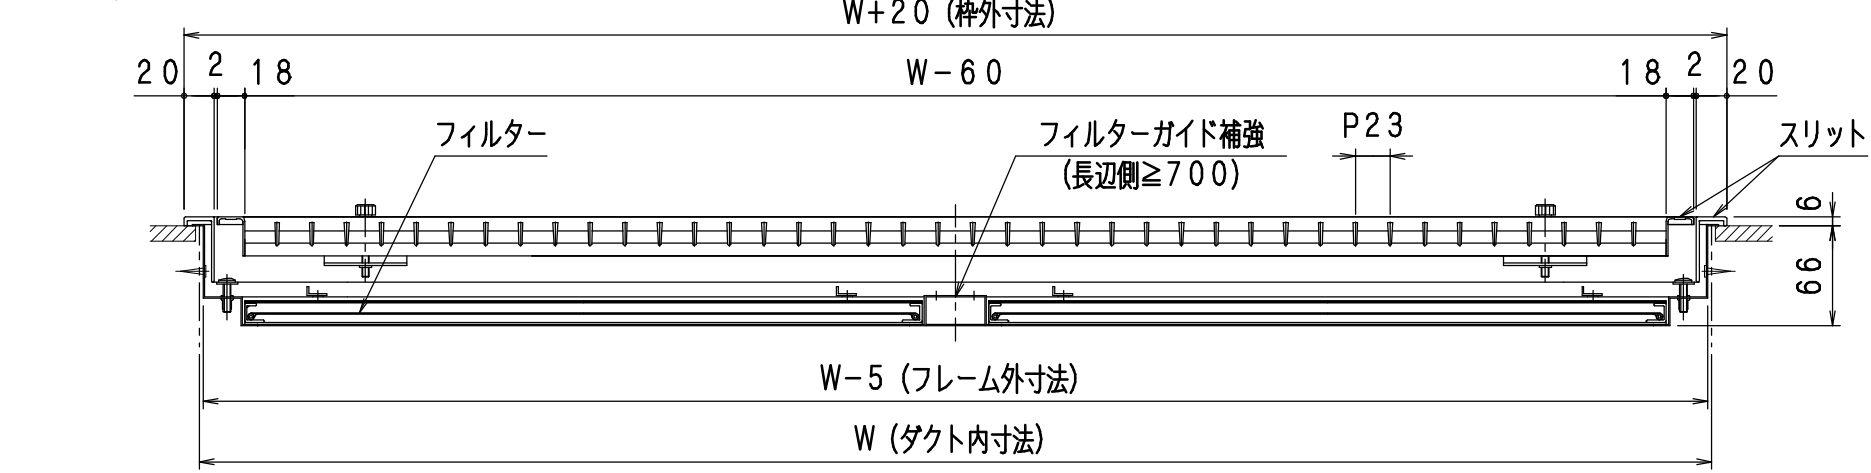 W+20 (枠外寸法)
20 2 18 W-60 18 2 20
フィルター
フィルターガイド補強
(長辺側≧700)
P23
スリット
6
66
W-5 (フレーム外寸法)
W (ダクト内寸法)